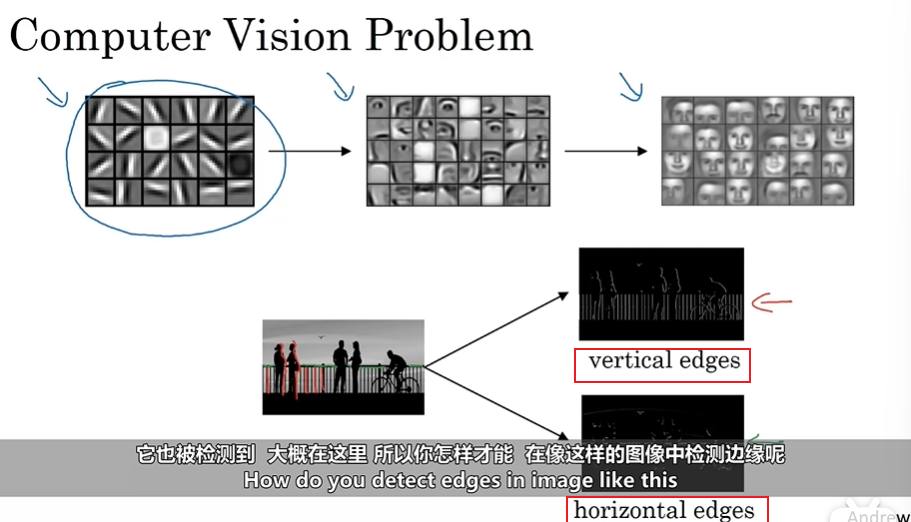 Computer Vision Problem
vertical edges
它也被检测到 大概在这里 所以你怎样才能 在像这样的图像中检测边缘呢
How do you detect edges in image like this
horizontal edges
Andrew